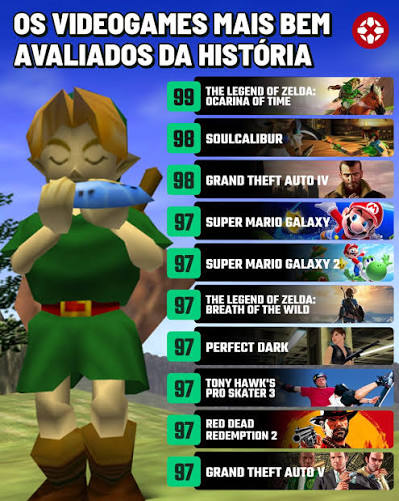 OS VIDEOGAMES MAIS BEM
AVALIADOS DA HISTÓRIA
99 THE LEGEND OF ZELDA:
OCARINA OF TIME
98 SOULCALIBUR
98 GRAND THEFT AUTO IV
97 SUPER MARIO GALAXY
97 SUPER MARIO GALAXY 2
97 THE LEGEND OF ZELDA:
BREATH OF THE WILD
97 PERFECT DARK
97 TONY HAWK'S
PRO SKATER 3
97 RED DEAD
REDEMPTION 2
97 GRAND THEFT AUTO V